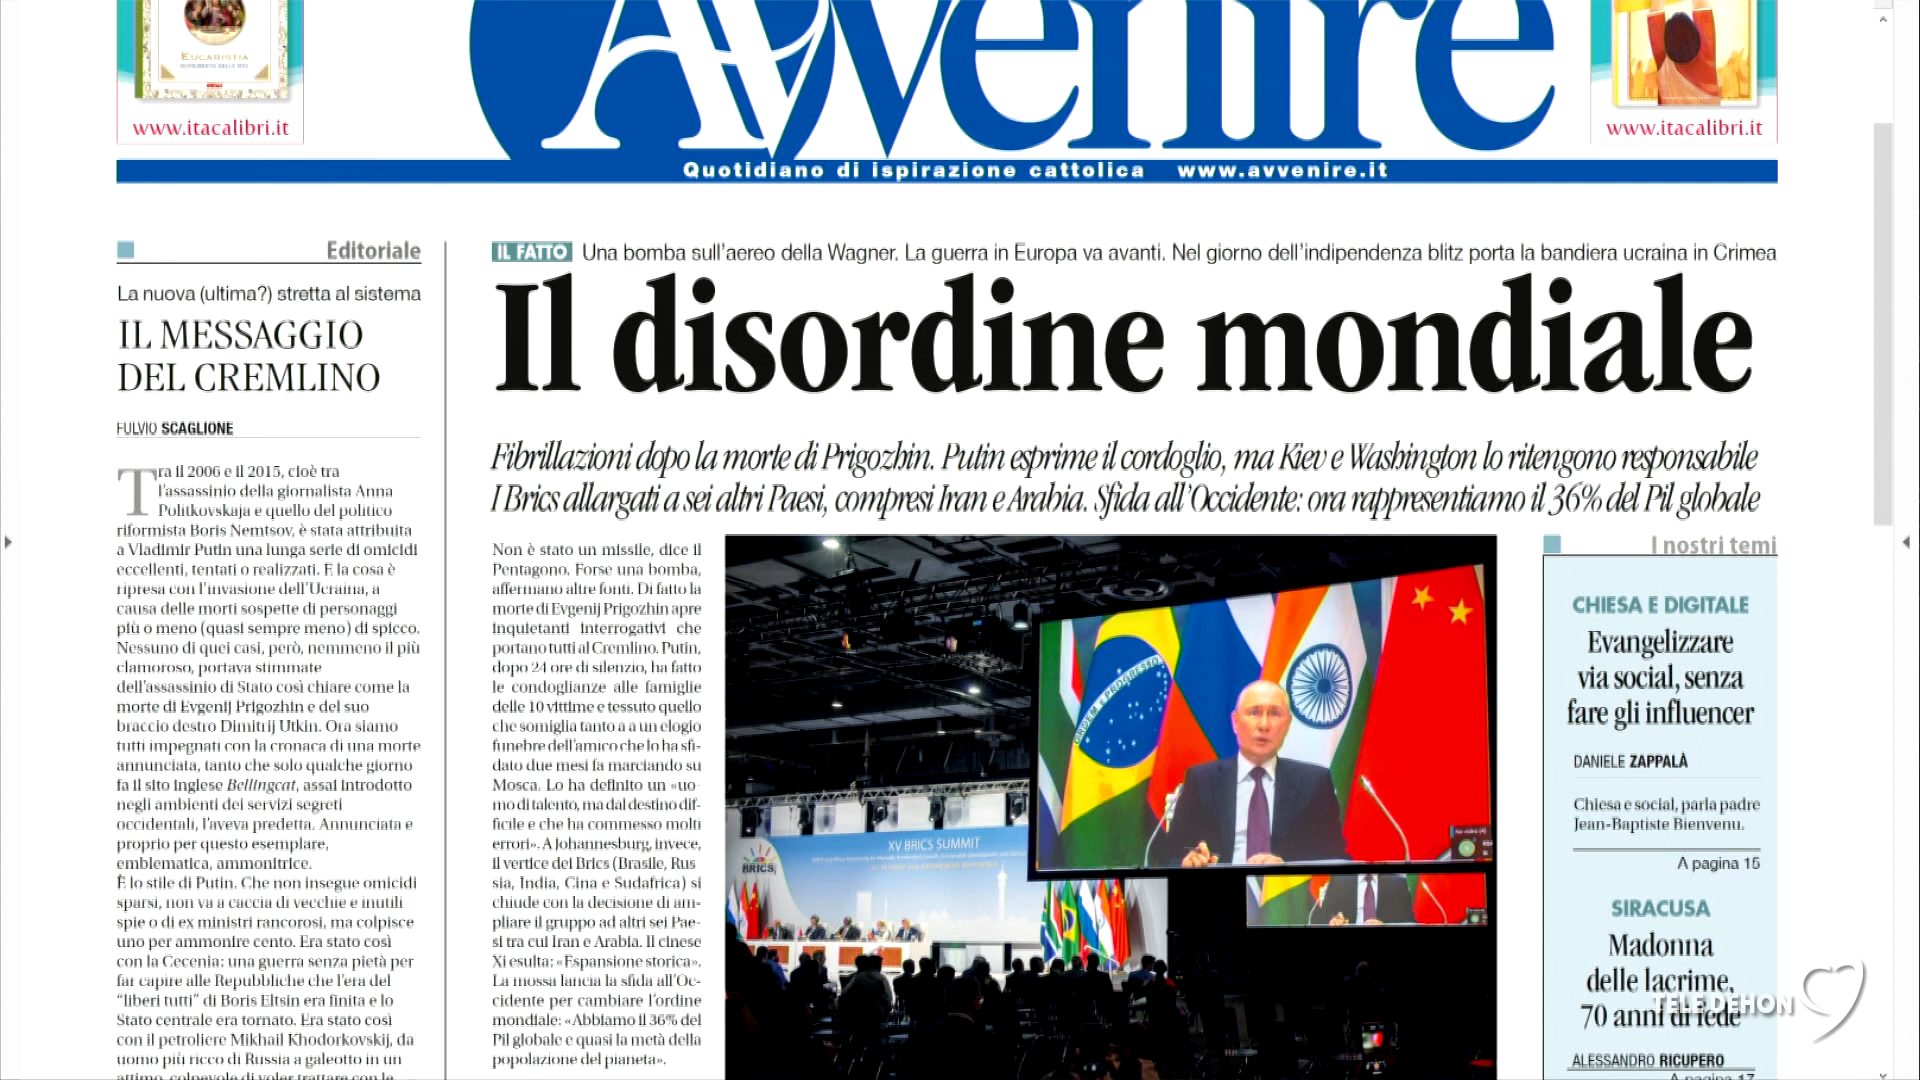 EUCARISTIA
www.itacalibri.it
Avvenire
www.itacalibri.it
Quotidiano di ispirazione cattolica www.avvenire.it
Editoriale
La nuova (ultima?) stretta al sistema
IL MESSAGGIO
DEL CREMLINO
FULVIO SCAGLIONE
Tra il 2006 e il 2015, cioè tra
l'assassinio della giornalista Anna
Politkovskaja e quello del politico
riformista Boris Nemtsov, è stata attribuita
a Vladimir Putin una lunga serie di omicidi
eccellenti, tentati o realizzati. E la cosa è
ripresa con l'invasione dell'Ucraina, a
causa delle morti sospette di personaggi
più o meno (quasi sempre meno) di spicco.
Nessuno di quei casi, però, nemmeno il più
clamoroso, portava stimmate
dell'assassinio di Stato così chiare come la
morte di Evgenij Prigozhin e del suo
braccio destro Dimitrij Utkin. Ora siamo
tutti impegnati con la cronaca di una morte
annunciata, tanto che solo qualche giorno
fa il sito inglese Bellingcat, assai introdotto
negli ambienti dei servizi segreti
occidentali, l'aveva predetta. Annunciata e
proprio per questo esemplare,
emblematica, ammonitrice.
È lo stile di Putin. Che non insegue omicidi
sparsi, non va a caccia di vecchie e inutili
spie o di ex ministri rancorosi, ma colpisce
uno per ammonire cento. Era stato così
con la Cecenia: una guerra senza pietà per
far capire alle Repubbliche che l'era del
“liberi tutti” di Boris Eltsin era finita e lo
Stato centrale era tornato. Era stato così
con il petroliere Mikhail Khodorkovskij, da
uomo più ricco di Russia a galeotto in un
attimo, colpevole di voler trattare con le
IL FATTO Una bomba sull'aereo della Wagner. La guerra in Europa va avanti. Nel giorno dell'indipendenza blitz porta la bandiera ucraina in Crimea
Il disordine mondiale
Fibrillazioni dopo la morte di Prigozhin. Putin esprime il cordoglio, ma Kiev e Washington lo ritengono responsabile
I Brics allargati a sei altri Paesi, compresi Iran e Arabia. Sfida all'Occidente: ora rappresentiamo il 36% del Pil globale
Non è stato un missile, dice il
Pentagono. Forse una bomba,
affermano altre fonti. Di fatto la
morte di Evgenij Prigozhin apre
inquietanti interrogativi che
portano tutti al Cremlino. Putin,
dopo 24 ore di silenzio, ha fatto
le condoglianze alle famiglie
delle 10 vittime e tessuto quello
che somiglia tanto a a un elogio
funebre dell'amico che lo ha sfi-
dato due mesi fa marciando su
Mosca. Lo ha definito un «uo-
mo di talento, ma dal destino dif-
ficile e che ha commesso molti
errori». A Johannesburg, invece,
il vertice dei Brics (Brasile, Rus
sia, India, Cina e Sudafrica) si
chiude con la decisione di am-
pliare il gruppo ad altri sei Pae-
si tra cui Iran e Arabia. Il cinese
Xi esulta: «Espansione storica».
La mossa lancia la sfida all'Oc-
cidente per cambiare l'ordine
mondiale: «Abbiamo il 36% del
Pil globale e quasi la metà della
popolazione del pianeta».
ORDEM E PROGRESSO
No video (4)
XV BRICS SUMMIT
BRICS
I nostri temi
CHIESA E DIGITALE
Evangelizzare
via social, senza
fare gli influencer
DANIELE ZAPPALÀ
Chiesa e social, parla padre
Jean-Baptiste Bienvenu.
A pagina 15
SIRACUSA
Madonna
delle lacrime,
70 anni di fede
TELE DEHON
ALESSANDRO RICUPERO
A pagina 17